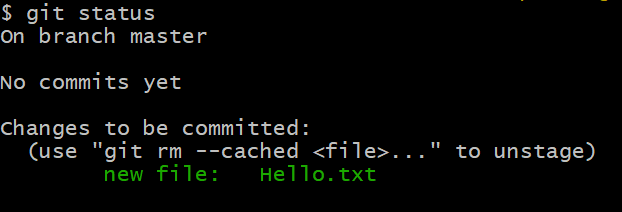 $ git status
On branch master
No commits yet
Changes to be committed:
(use "git rm --cached <file>..." to unstage)
new file: Hello.txt